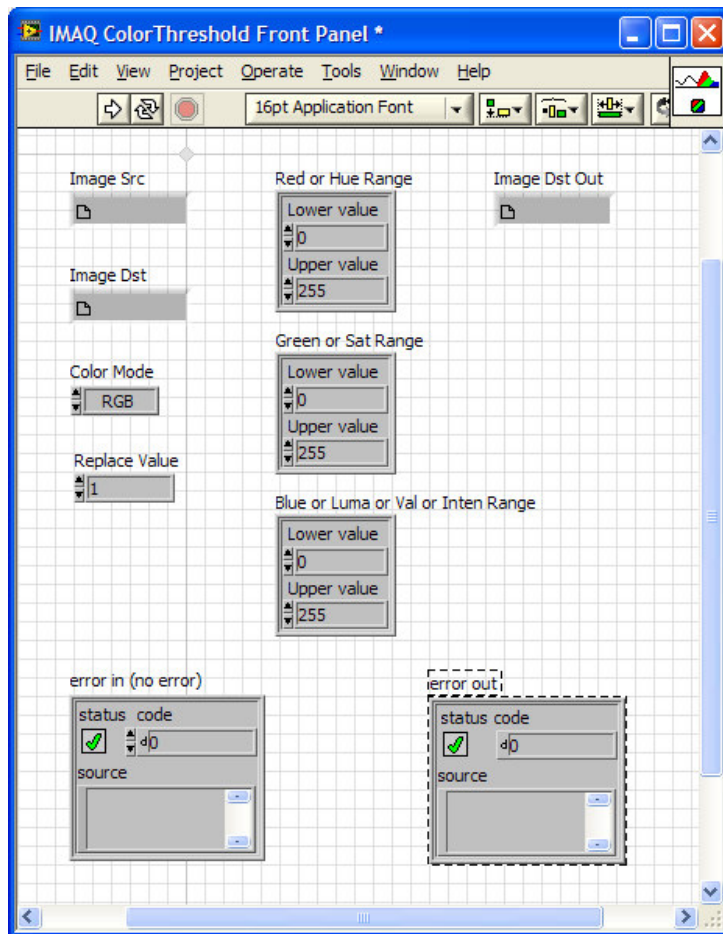 IMAQ ColorThreshold Front Panel *
File Edit View Project Operate Tools Window Help
16pt Application Font
Image Src
Image Dst
Color Mode
RGB
Replace Value
1
Red or Hue Range
Lower value
0
Upper value
255
Green or Sat Range
Lower value
0
Upper value
255
Blue or Luma or Val or Inten Range
Lower value
0
Upper value
255
Image Dst Out
error in (no error)
status code
d0
source
error out
status code
d0
source